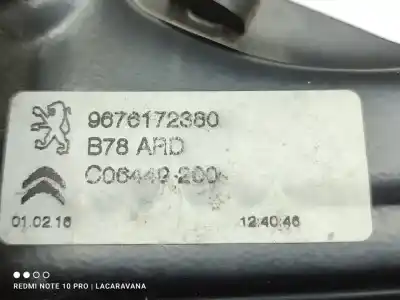 9676172380
B78 ARD
C06449-200
01.02.16 12:40:46
REDMI NOTE 10 PRO | LACARAVANA